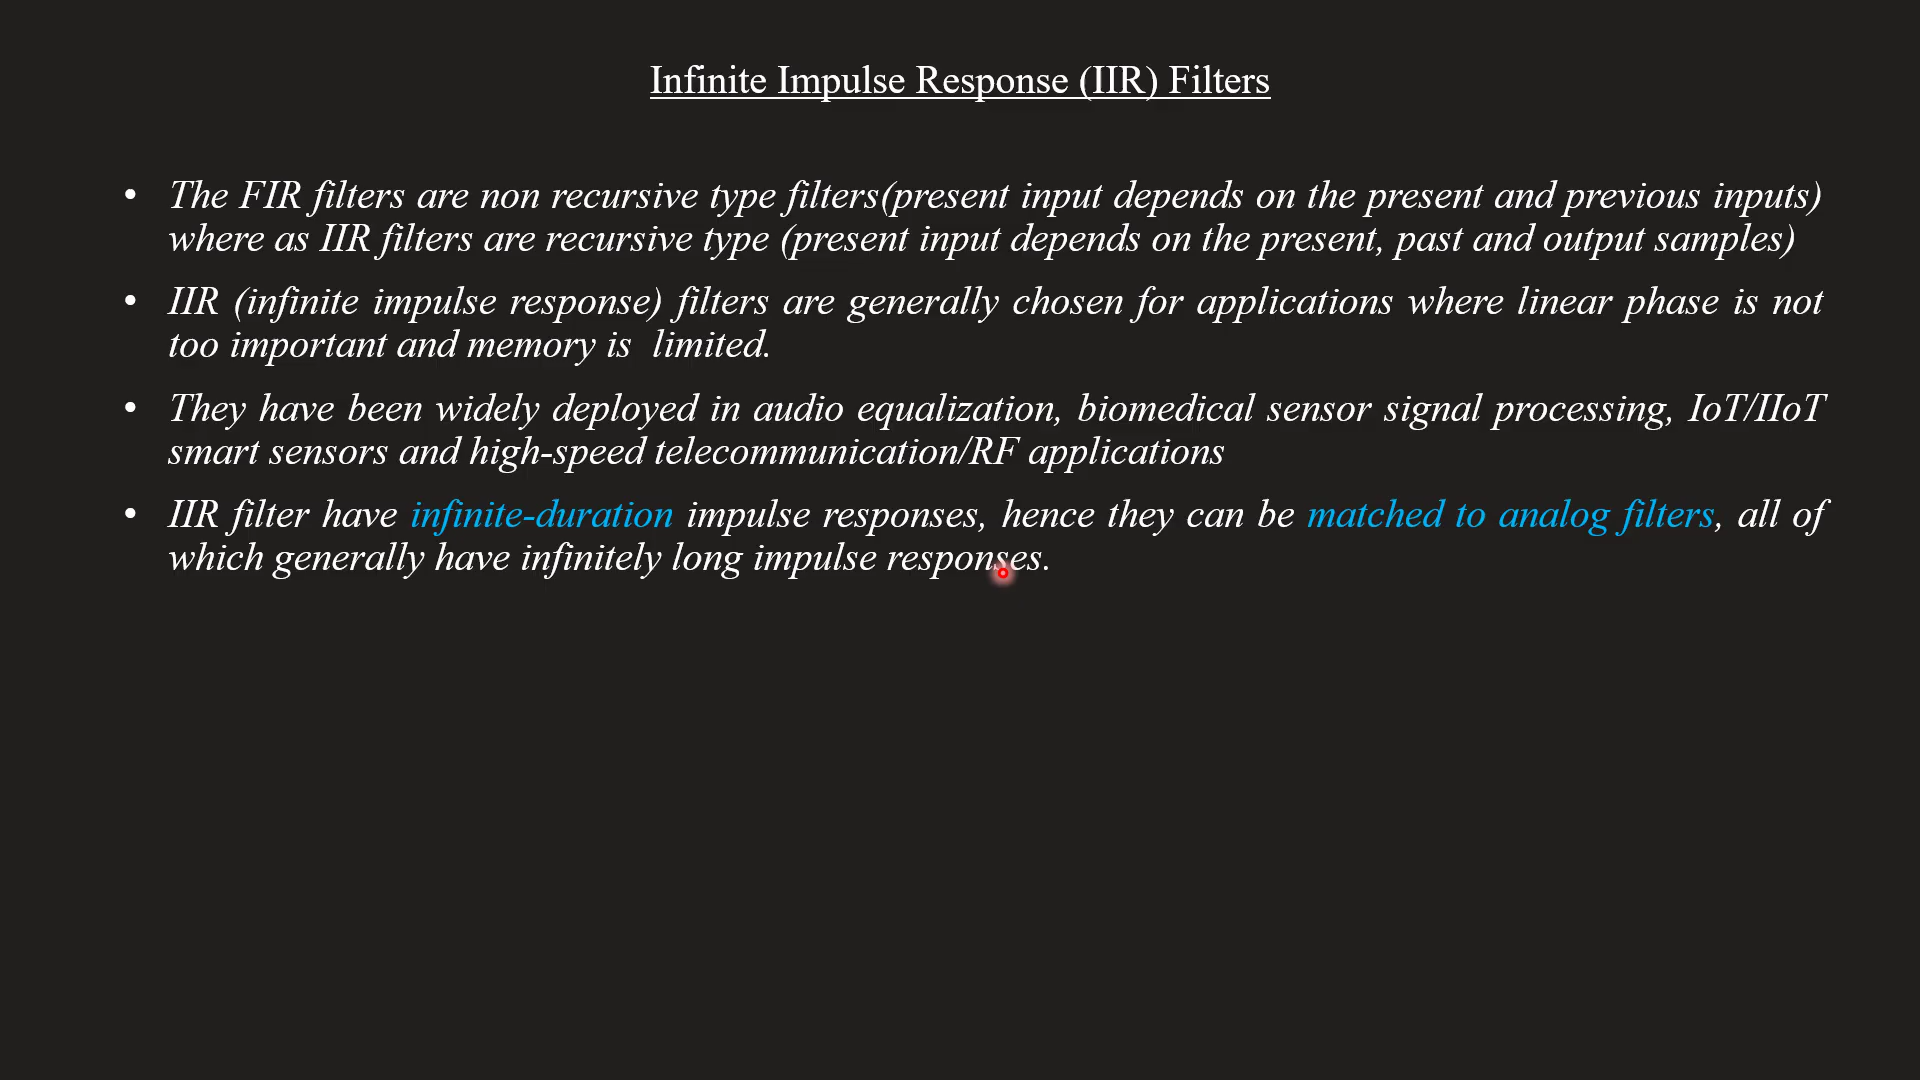 Infinite Impulse Response (IIR) Filters
• The FIR filters are non recursive type filters(present input depends on the present and previous inputs)
where as IIR filters are recursive type (present input depends on the present, past and output samples)
• IIR (infinite impulse response) filters are generally chosen for applications where linear phase is not
too important and memory is limited.
• They have been widely deployed in audio equalization, biomedical sensor signal processing, IoT/IIoT
smart sensors and high-speed telecommunication/RF applications
• IIR filter have infinite-duration impulse responses, hence they can be matched to analog filters, all of
which generally have infinitely long impulse responses.